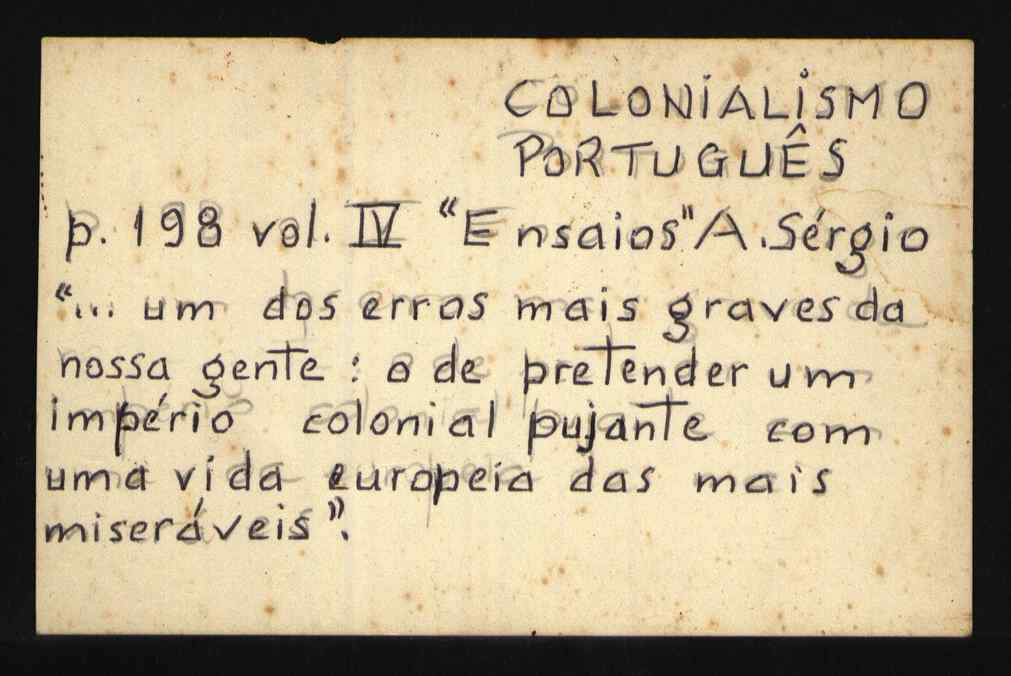 COLONIALISMO
PORTUGUÊS
p. 198 vol. IV "Ensaios" A. Sérgio
"... um dos erros mais graves da
nossa gente: o de pretender um
império colonial pujante com
uma vida europeia das mais
miseráveis".